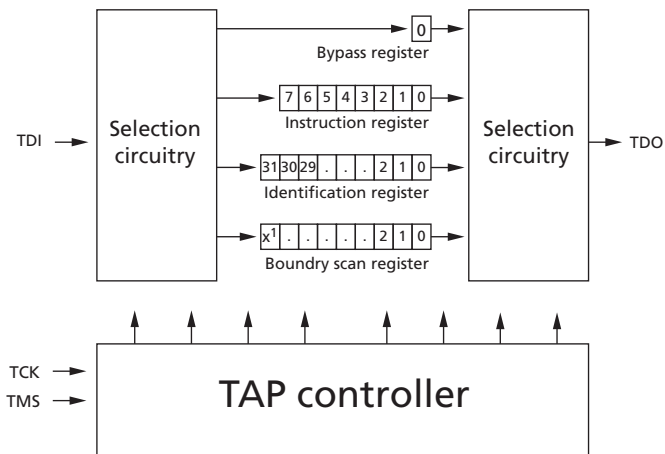 0
Bypass register
7 6 5 4 3 2 1 0
Instruction register
TDI
Selection
circuitry
Selection
circuitry
TDO
31 30 29 . . . 2 1 0
Identification register
x1 . . . . . 2 1 0
Boundry scan register
TCK
TMS
TAP controller